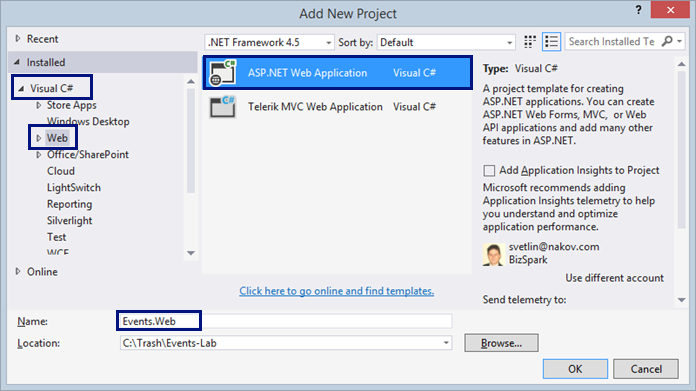 Add New Project
Recent
Installed
Visual C#
Store Apps
Windows Desktop
Web
Office/SharePoint
Cloud
LightSwitch
Reporting
Silverlight
Test
WCF
Online
.NET Framework 4.5
Sort by: Default
Search Installed Te
ASP.NET Web Application Visual C#
Telerik MVC Web Application Visual C#
Click here to go online and find templates.
Type: Visual C#
A project template for creating
ASP.NET applications. You can create
ASP.NET Web Forms, MVC, or Web
API applications and add many other
features in ASP.NET.
Add Application Insights to Project
Microsoft recommends adding
Application Insights telemetry to help
you understand and optimize
application performance.
svetlin@nakov.com
BizSpark
Use different account
Send telemetry to:
Name: Events.Web
Location: C:\Trash\Events-Lab
Browse...
OK Cancel